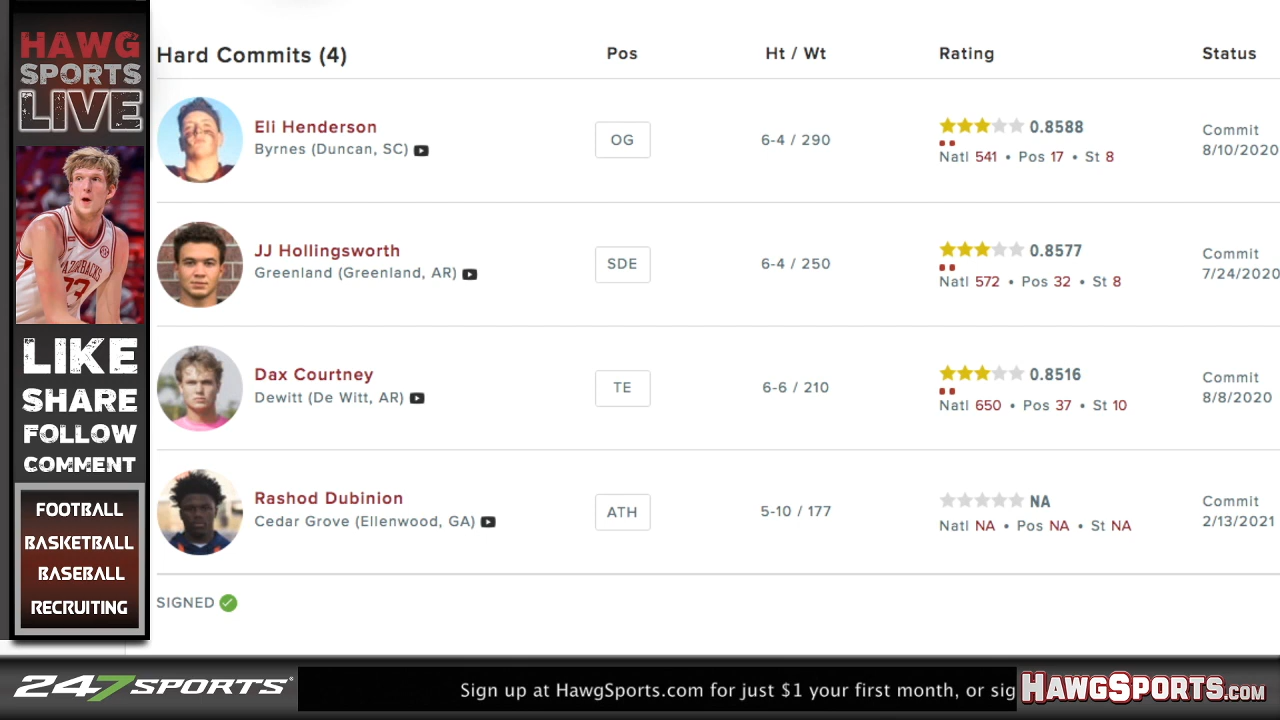 HAWG
SPORTS
LIVE
LIKE
SHARE
FOLLOW
COMMENT
FOOTBALL
BASKETBALL
BASEBALL
RECRUITING
Hard Commits (4) Pos Ht / Wt Rating Status
Eli Henderson
Byrnes (Duncan, SC)
OG
6-4 / 290
0.8588
Natl 541 • Pos 17 • St 8
Commit
8/10/2020
JJ Hollingsworth
Greenland (Greenland, AR)
SDE
6-4 / 250
0.8577
Natl 572 • Pos 32 • St 8
Commit
7/24/2020
Dax Courtney
Dewitt (De Witt, AR)
TE
6-6 / 210
0.8516
Natl 650 • Pos 37 • St 10
Commit
8/8/2020
Rashod Dubinion
Cedar Grove (Ellenwood, GA)
ATH
5-10 / 177
NA
Natl NA • Pos NA • St NA
Commit
2/13/2021
SIGNED
247SPORTS
Sign up at HawgSports.com for just $1 your first month, or sig
HAWGSPORTS.COM